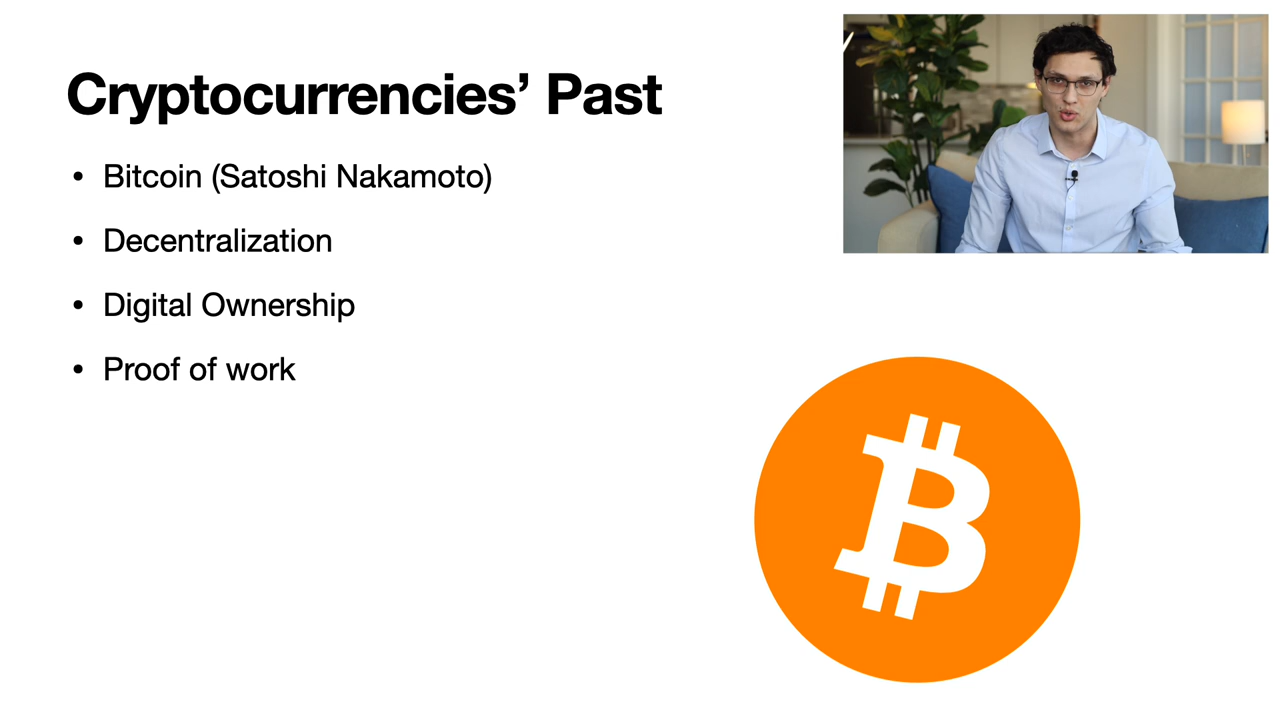 Cryptocurrencies’ Past
• Bitcoin (Satoshi Nakamoto)
• Decentralization
• Digital Ownership
• Proof of work